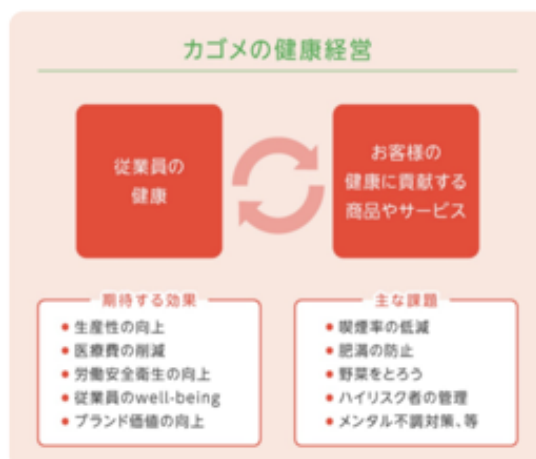 カゴメの健康経営
従業員の
健康
お客様の
健康に貢献する
商品やサービス
期待する効果
● 生産性の向上
● 医療費の削減
● 労働安全衛生の向上
● 従業員のwell-being
● ブランド価値の向上
主な課題
● 喫煙率の低減
● 肥満の防止
● 野菜をとろう
● ハイリスク者の管理
● メンタル不調対策、等